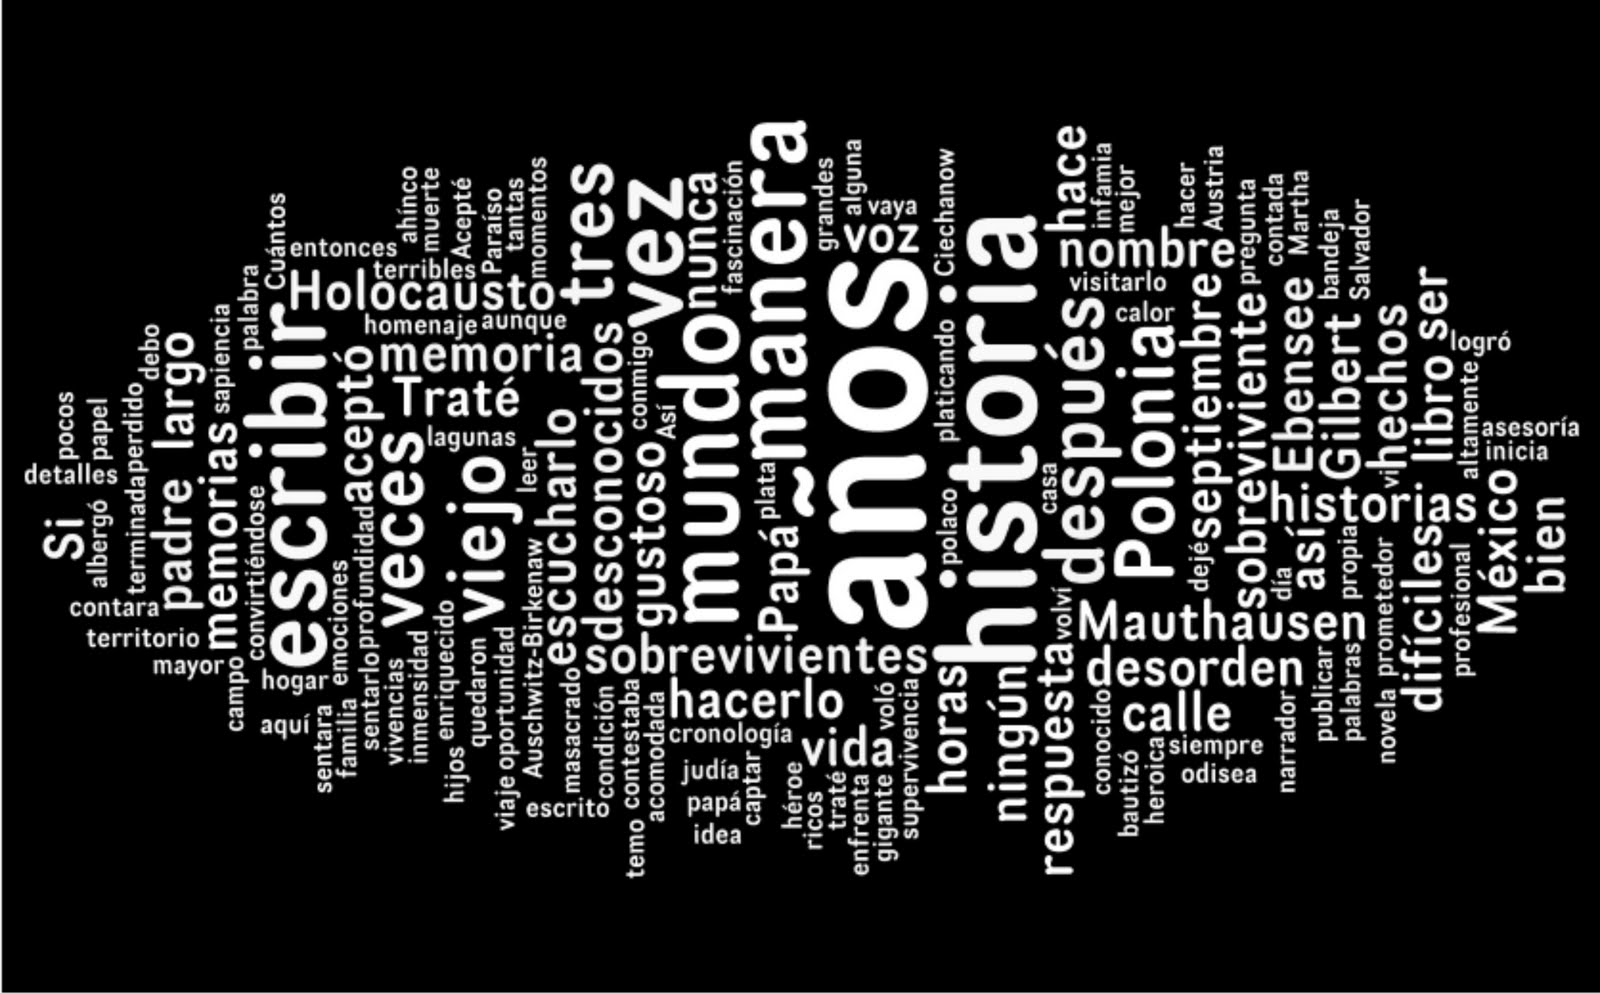 Si
detalles
pocos
papel
albergó
contara
territorio
mayor
terminada
perdido
debo
padre
largo
memorias
sapiencia
palabra
campo
convirtiéndose
hogar
aquí
Cuántos
entonces
escribir
Holocausto
terribles
homenaje
aunque
memoria
aceptó
profundidad
emociones
sentara
familia
sentarlo
vivencias
inmensidad
Traté
lagunas
veces
viejo
leer
ahínco
muerte
Acepté
Paraíso
tantas
momentos
tres
enriquecido
hijos
quedaron
viaje
oportunidad
Auschwitz-Birkenaw
escucharlo
masacrado
escrito
condición
desconocidos
conmigo
Así
gustoso
vez
nunca
fascinación
mundo
manera
plata
Papá
sobrevivientes
contestaba
temo
acomodada
hacerlo
cronología
judía
papá
idea
captar
vida
voló
héroe
ricos
traté
enfrenta
gigante
supervivencia
grandes
alguna
vaya
voz
años
Ciechanow
platicando
polaco
historia
horas
ningún
casa
hace
infamia
mejor
nombre
visitarlo
calor
después
Polonia
volví
respuesta
Mauthausen
desorden
calle
siempre
odisea
conocido
bautizó
heroica
hacer
Austria
pregunta
contada
Martha
bandeja
Salvador
septiembre
dejé
sobreviviente
día
Ebensee
Gilbert
historias
así
propia
hechos
vi
libro
ser
logró
altamente
asesoría
inicia
narrador
publicar
palabras
prometedor
novela
difíciles
profesional
México
bien